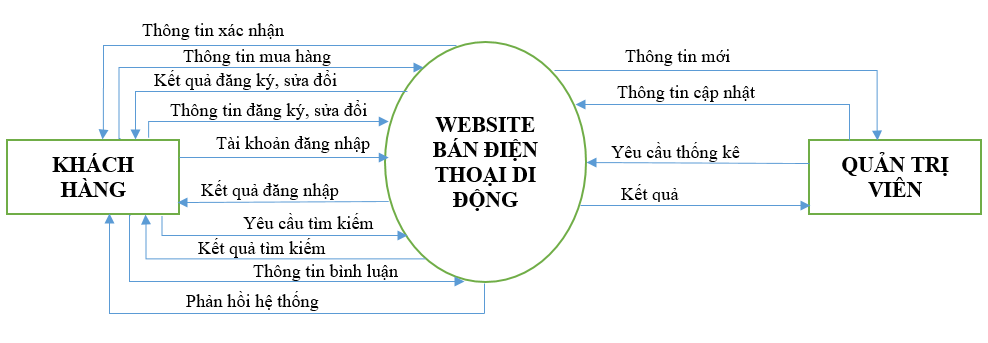 Thông tin xác nhận
Thông tin mua hàng
Kết quả đăng ký, sửa đổi
Thông tin đăng ký, sửa đổi
Tài khoản đăng nhập
Kết quả đăng nhập
Yêu cầu tìm kiếm
Kết quả tìm kiếm
Thông tin bình luận
Phản hồi hệ thống
KHÁCH
HÀNG
WEBSITE
BÁN ĐIỆN
THOẠI DI
ĐỘNG
Thông tin mới
Thông tin cập nhật
Yêu cầu thống kê
Kết quả
QUẢN TRỊ
VIÊN